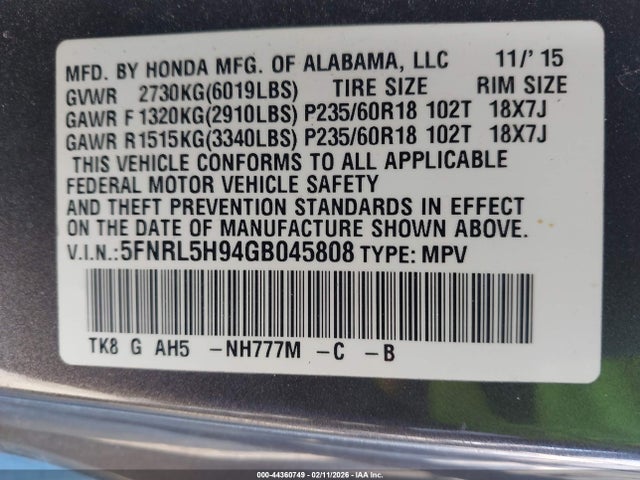 MFD. BY HONDA MFG. OF ALABAMA, LLC 11/' 15
GVWR 2730KG(6019LBS) TIRE SIZE RIM SIZE
GAWR F 1320KG(2910LBS) P235/60R18 102T 18X7J
GAWR R1515KG(3340LBS) P235/60R18 102T 18X7J
THIS VEHICLE CONFORMS TO ALL APPLICABLE
FEDERAL MOTOR VEHICLE SAFETY
AND THEFT PREVENTION STANDARDS IN EFFECT
ON THE DATE OF MANUFACTURE SHOWN ABOVE.
V.I.N.:5FNRL5H94GB045808 TYPE: MPV
TK8 G AH5 -NH777M -C -B
000-44360749 - 02/11/2026 - IAA Inc.